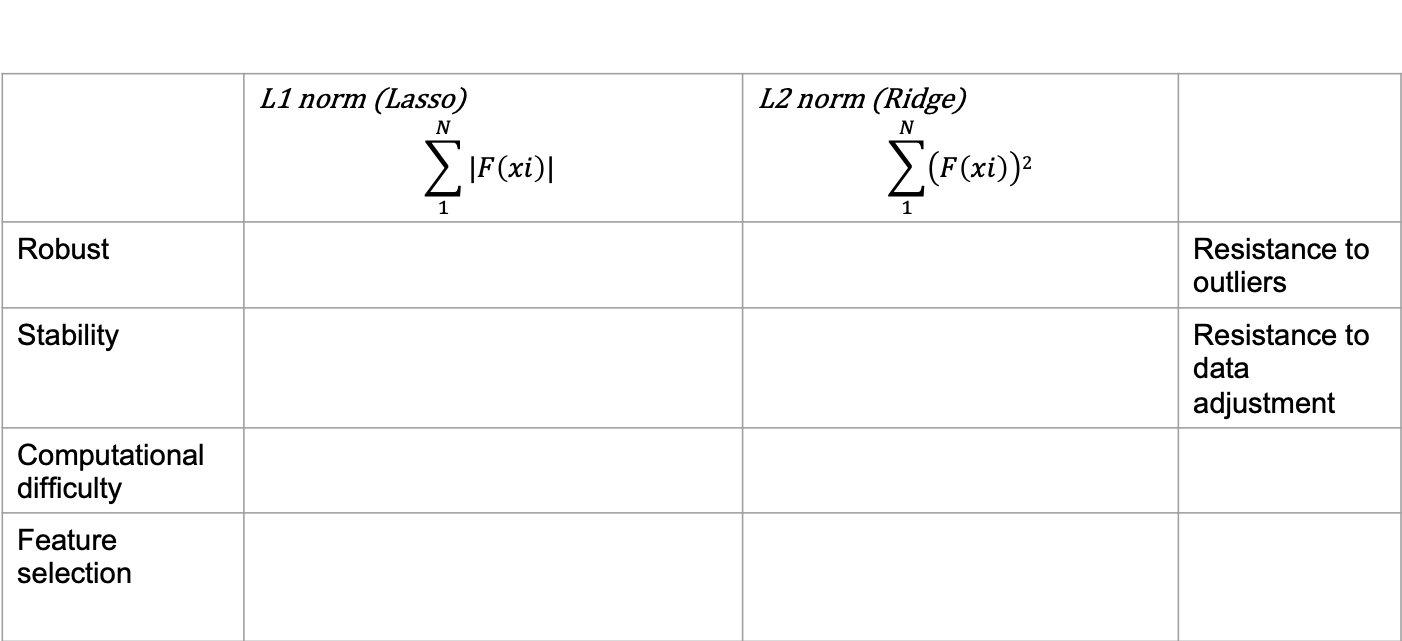 L1 norm (Lasso)
N
∑ |F(xi)|
1
L2 norm (Ridge)
N
∑ (F(xi))²
1
Robust
Resistance to
outliers
Stability
Resistance to
data
adjustment
Computational
difficulty
Feature
selection